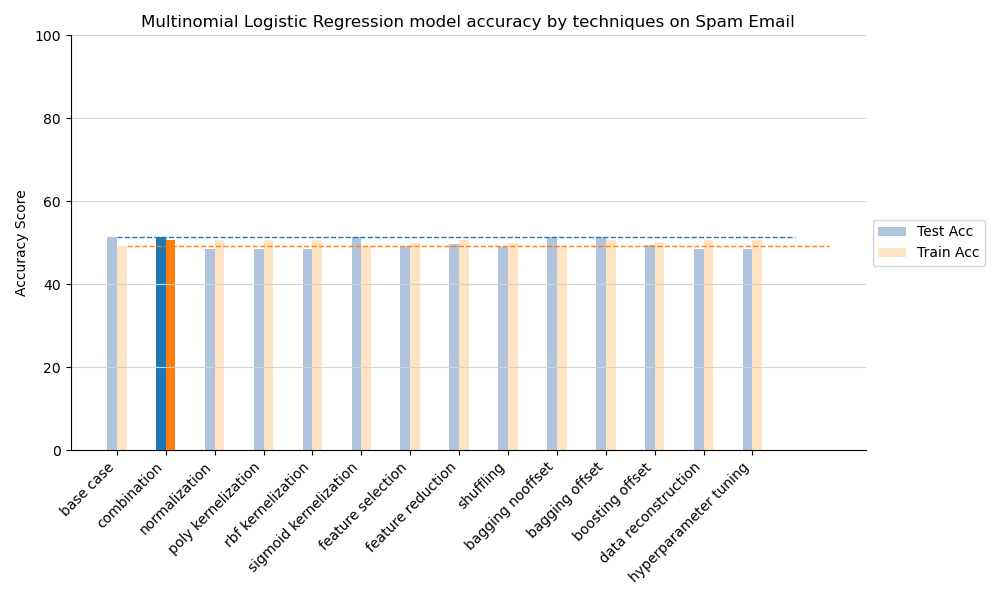 Multinomial Logistic Regression model accuracy by techniques on Spam Email
Accuracy Score
100
80
60
40
20
0
Test Acc
Train Acc
base case
combination
normalization
poly kernelization
rbf kernelization
sigmoid kernelization
feature selection
feature reduction
shuffling
bagging nooffset
bagging offset
boosting offset
data reconstruction
hyperparameter tuning